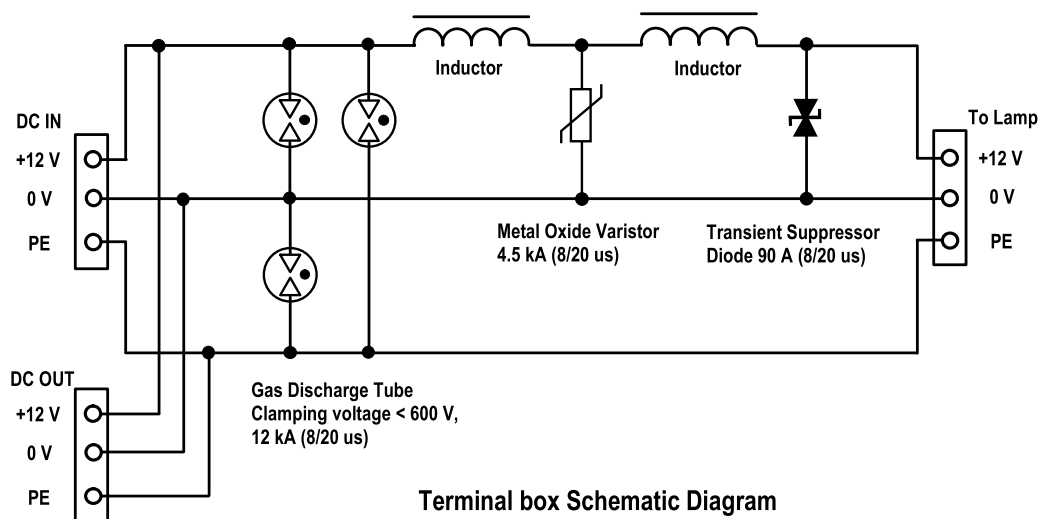 Inductor
Inductor
DC IN
+12 V
0 V
PE
To Lamp
+12 V
0 V
PE
Metal Oxide Varistor
4.5 kA (8/20 us)
Transient Suppressor
Diode 90 A (8/20 us)
DC OUT
+12 V
0 V
PE
Gas Discharge Tube
Clamping voltage < 600 V,
12 kA (8/20 us)
Terminal box Schematic Diagram